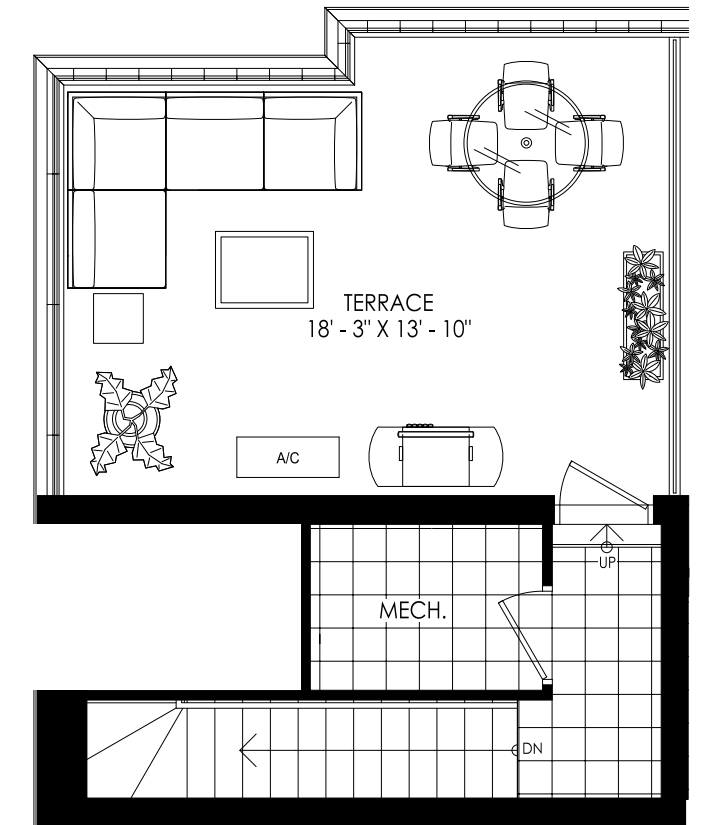 TERRACE
18' - 3" X 13' - 10"
A/C
UP
MECH.
DN